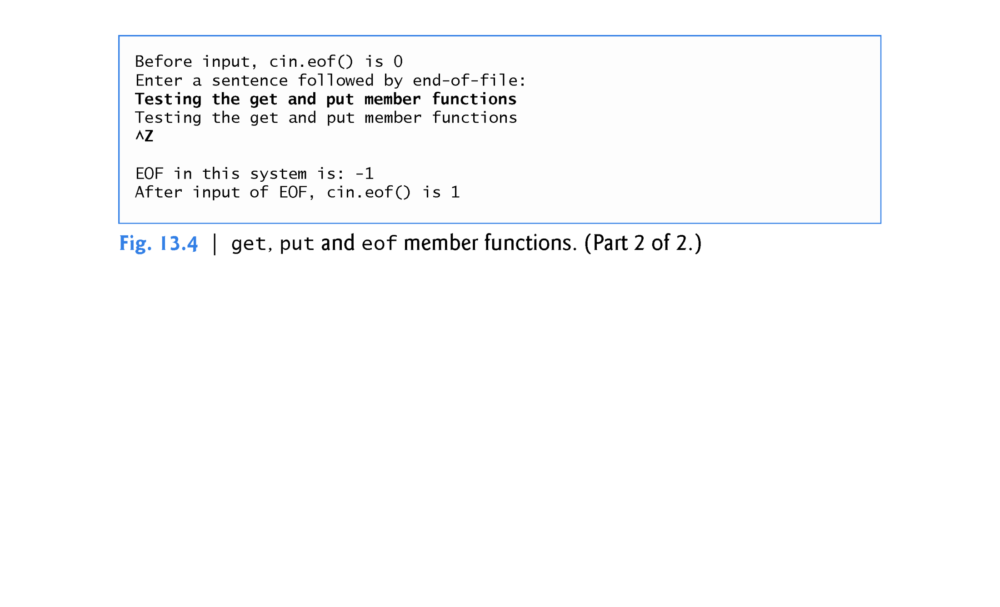 Before input, cin.eof() is 0
Enter a sentence followed by end-of-file:
Testing the get and put member functions
Testing the get and put member functions
^Z
EOF in this system is: -1
After input of EOF, cin.eof() is 1
Fig. 13.4 | get, put and eof member functions. (Part 2 of 2.)